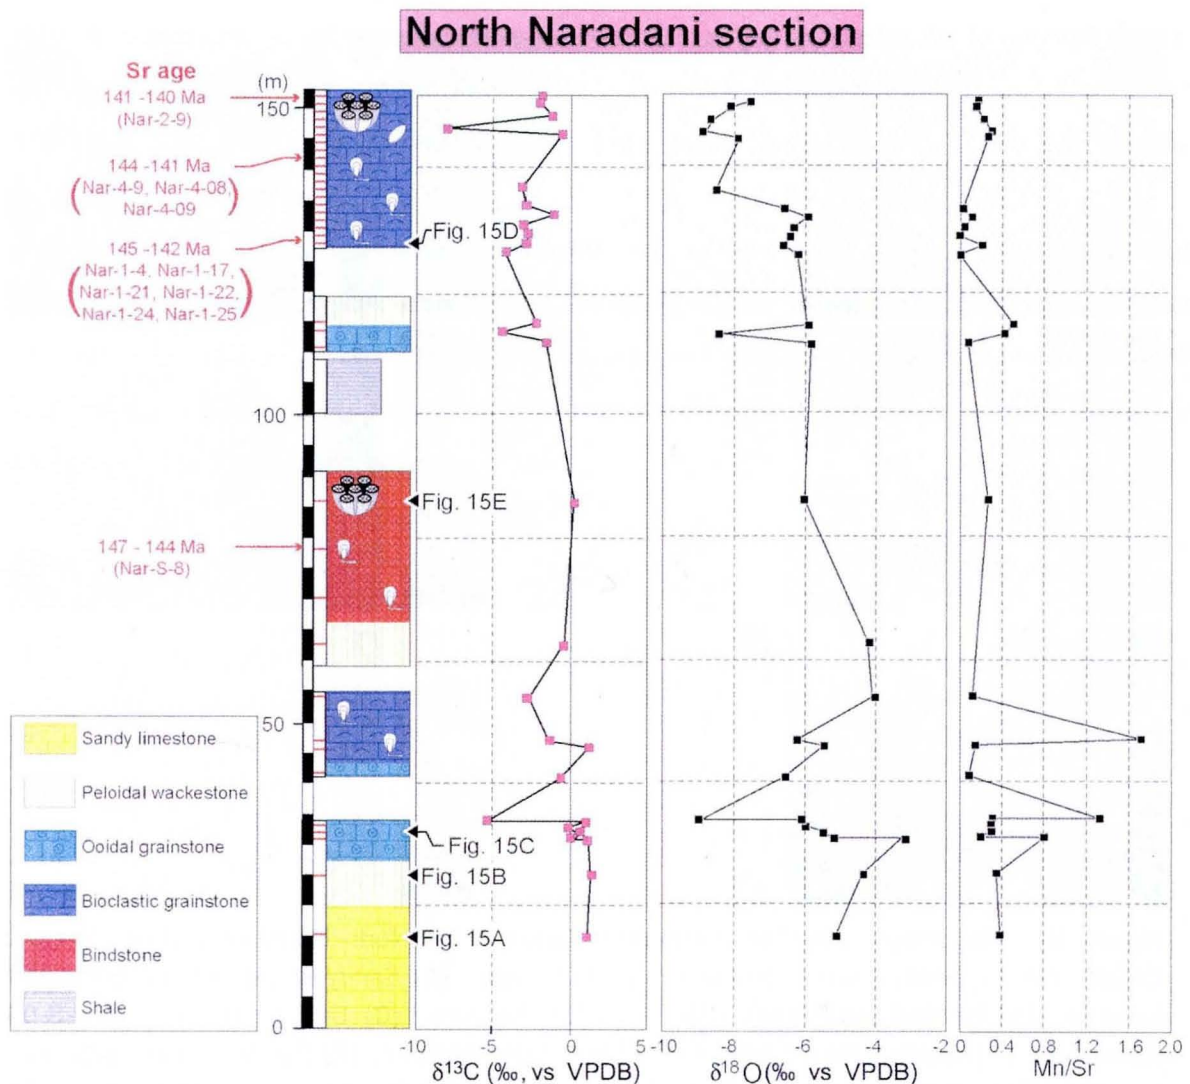 North Naradani section
Sr age
(m)
141 -140 Ma
(Nar-2-9)
150
144 -141 Ma
(Nar-4-9, Nar-4-08,
Nar-4-09)
Fig. 15D
145 -142 Ma
(Nar-1-4, Nar-1-17,
Nar-1-21, Nar-1-22,
Nar-1-24, Nar-1-25)
100
Fig. 15E
147 - 144 Ma
(Nar-S-8)
50
Sandy limestone
Peloidal wackestone
Ooidal grainstone
Bioclastic grainstone
Bindstone
Shale
Fig. 15C
Fig. 15B
Fig. 15A
0
-10 -5 0 5
δ13C (‰, vs VPDB)
-10 -8 -6 -4 -2
δ18O(‰ vs VPDB)
0 0.4 0.8 1.2 1.6 2.0
Mn/Sr